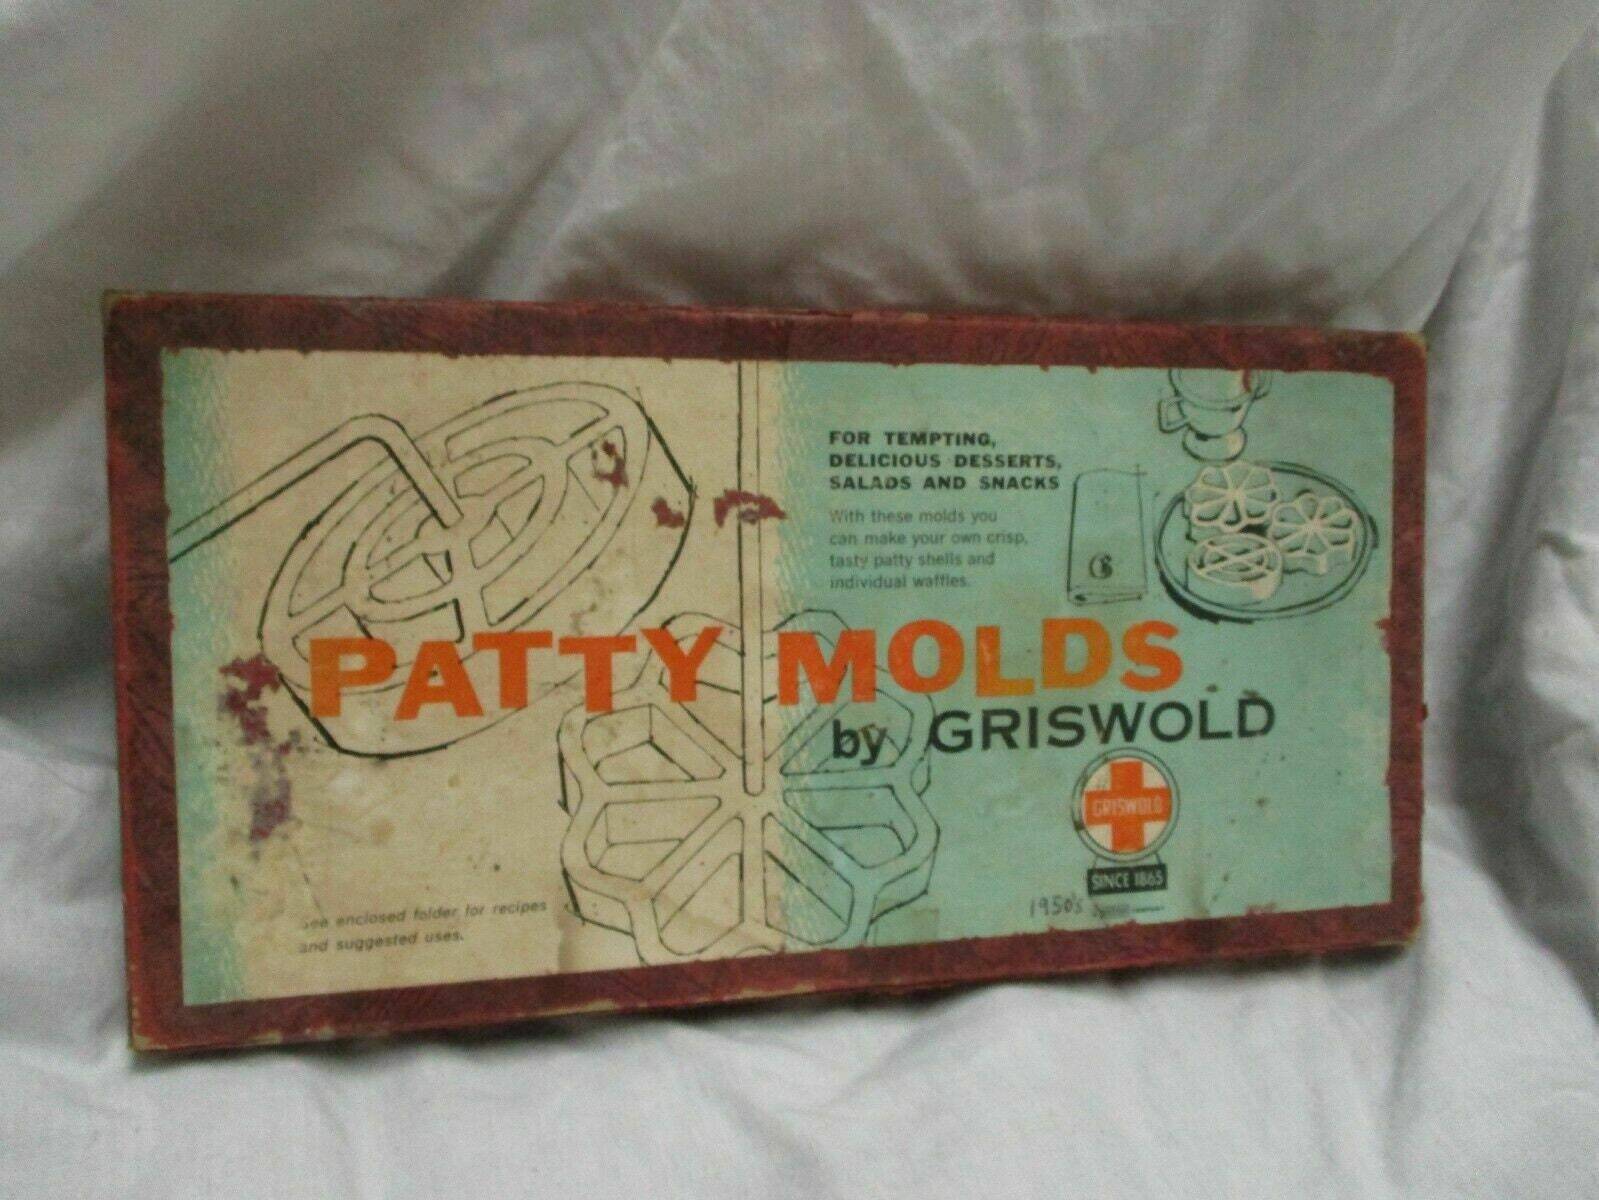 FOR TEMPTING,
DELICIOUS DESSERTS,
SALADS AND SNACKS
With these molds you
can make your own crisp,
tasty patty shells and
individual waffles.
G
PATTY MOLDS
by GRISWOLD
GRISWOLD
SINCE 1865
1950's
See enclosed folder for recipes
and suggested uses.